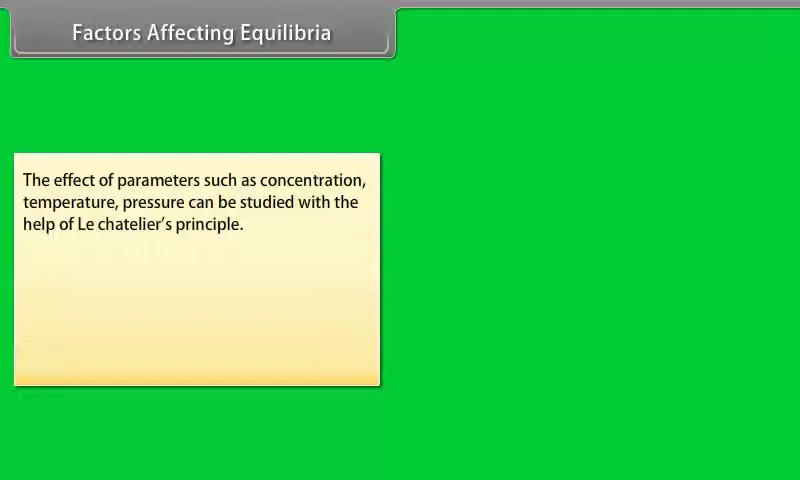 Factors Affecting Equilibria
The effect of parameters such as concentration,
temperature, pressure can be studied with the
help of Le chatelier’s principle.